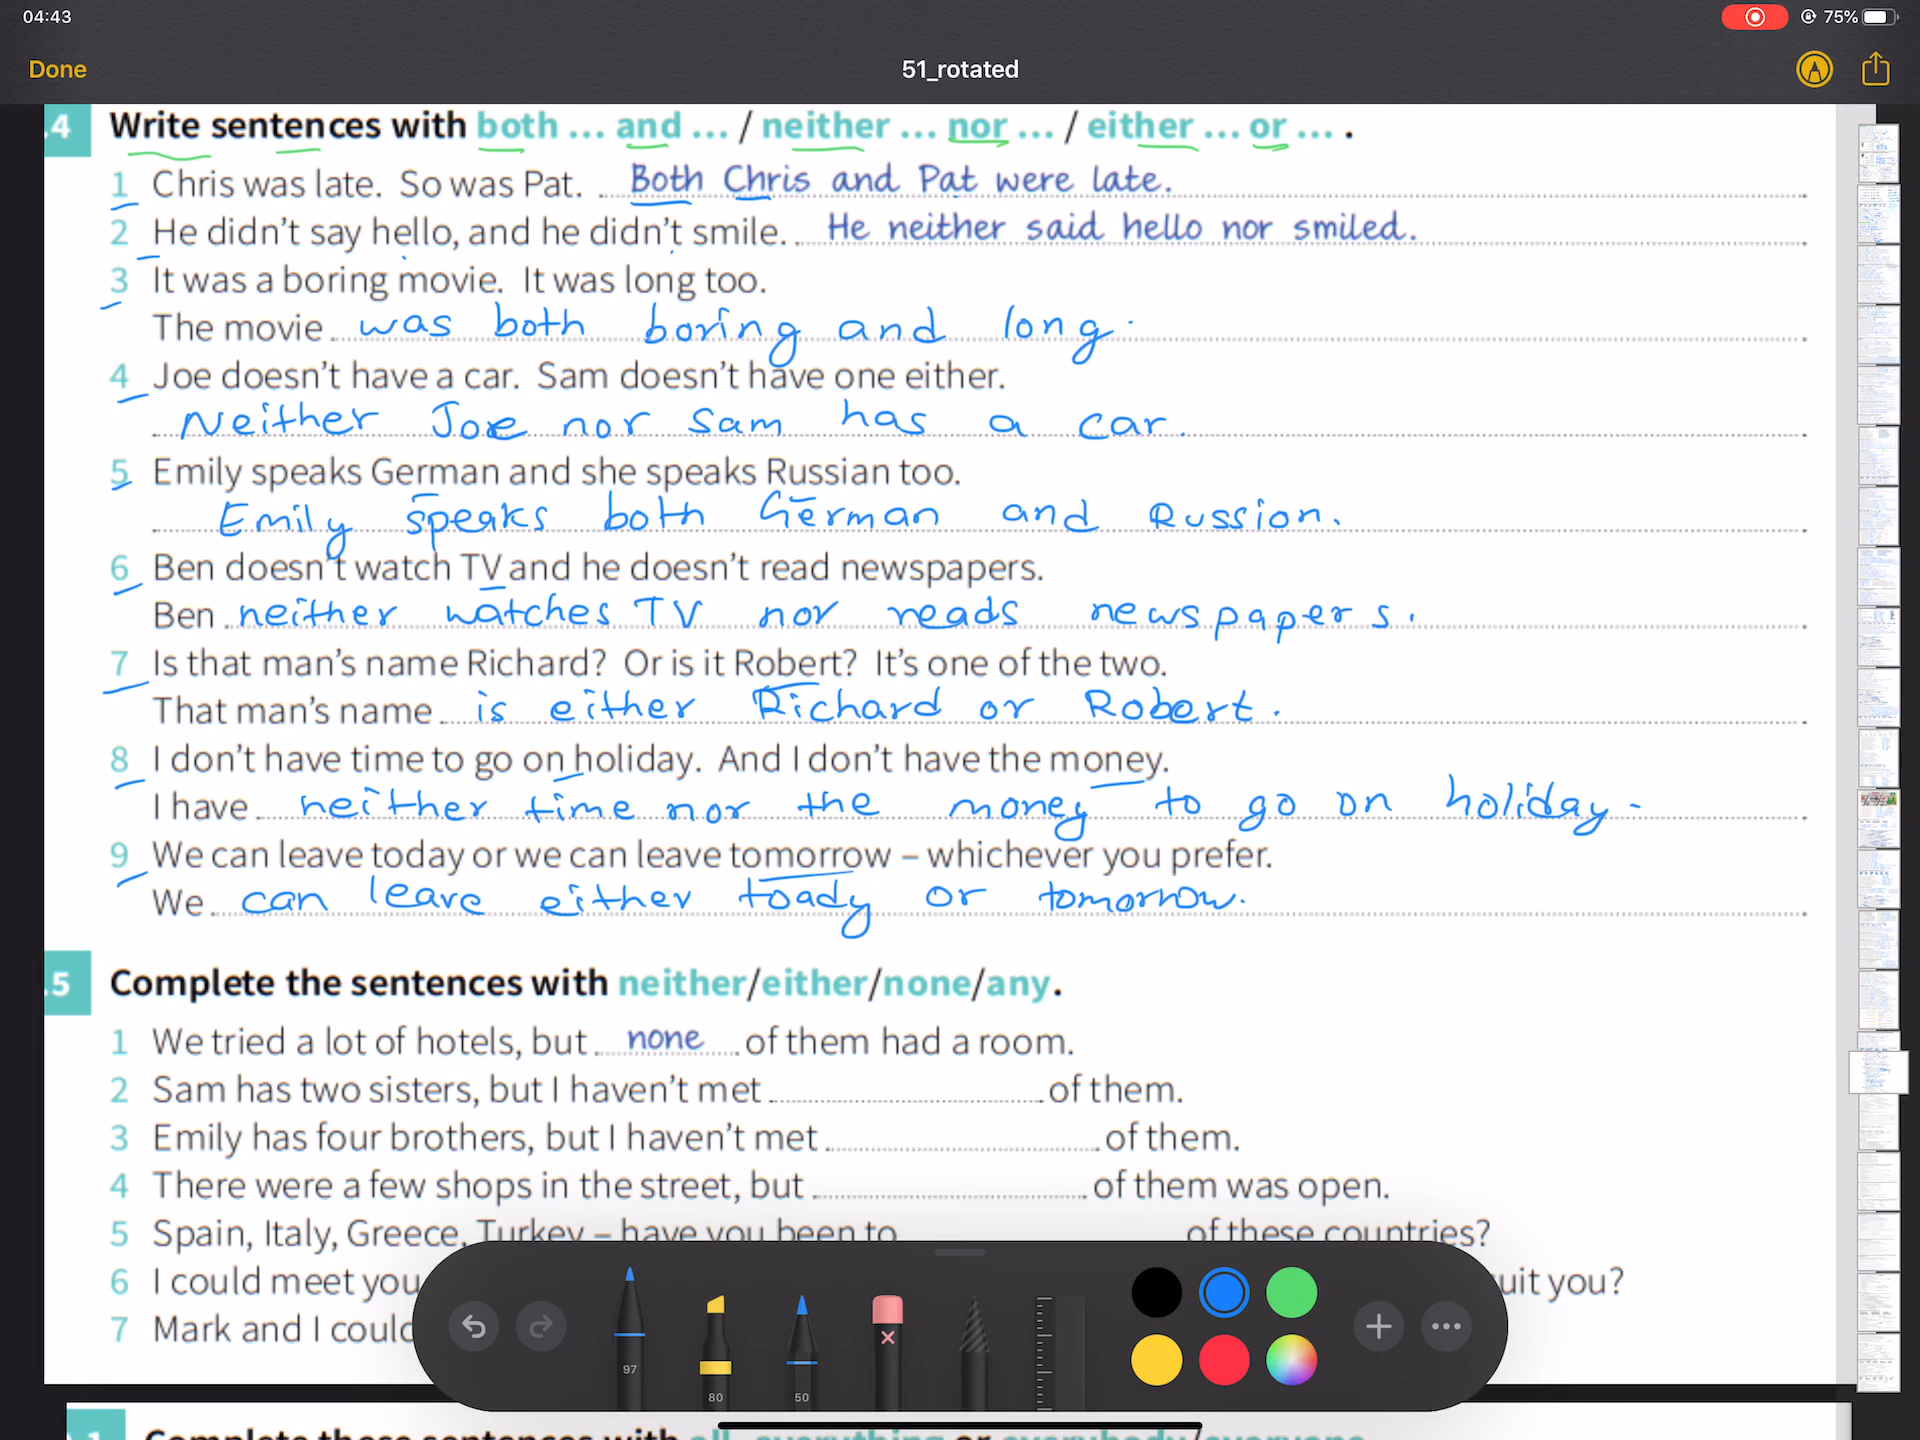 04:43
75%
Done
51_rotated
.4 Write sentences with both ... and ... / neither ... nor ... / either ... or ... .
1 Chris was late. So was Pat. Both Chris and Pat were late.
2 He didn't say hello, and he didn't smile. He neither said hello nor smiled.
3 It was a boring movie. It was long too.
The movie was both boring and long.
4 Joe doesn't have a car. Sam doesn't have one either.
Neither Joe nor Sam has a car.
5 Emily speaks German and she speaks Russian too.
Emily speaks both German and Russion.
6 Ben doesn't watch TV and he doesn't read newspapers.
Ben neither watches TV nor reads newspapers.
7 Is that man's name Richard? Or is it Robert? It's one of the two.
That man's name is either Richard or Robert.
8 I don't have time to go on holiday. And I don't have the money.
I have neither time nor the money to go on holiday.
9 We can leave today or we can leave tomorrow – whichever you prefer.
We can leave either toady or tomorrow.
.5 Complete the sentences with neither/either/none/any.
1 We tried a lot of hotels, but none of them had a room.
2 Sam has two sisters, but I haven't met of them.
3 Emily has four brothers, but I haven't met of them.
4 There were a few shops in the street, but of them was open.
5 Spain, Italy, Greece, Turkey – have you been to of these countries?
6 I could meet you uit you?
7 Mark and I could
97
80
50
.1 Complete these sentences with all, everything or everybody/everyone.